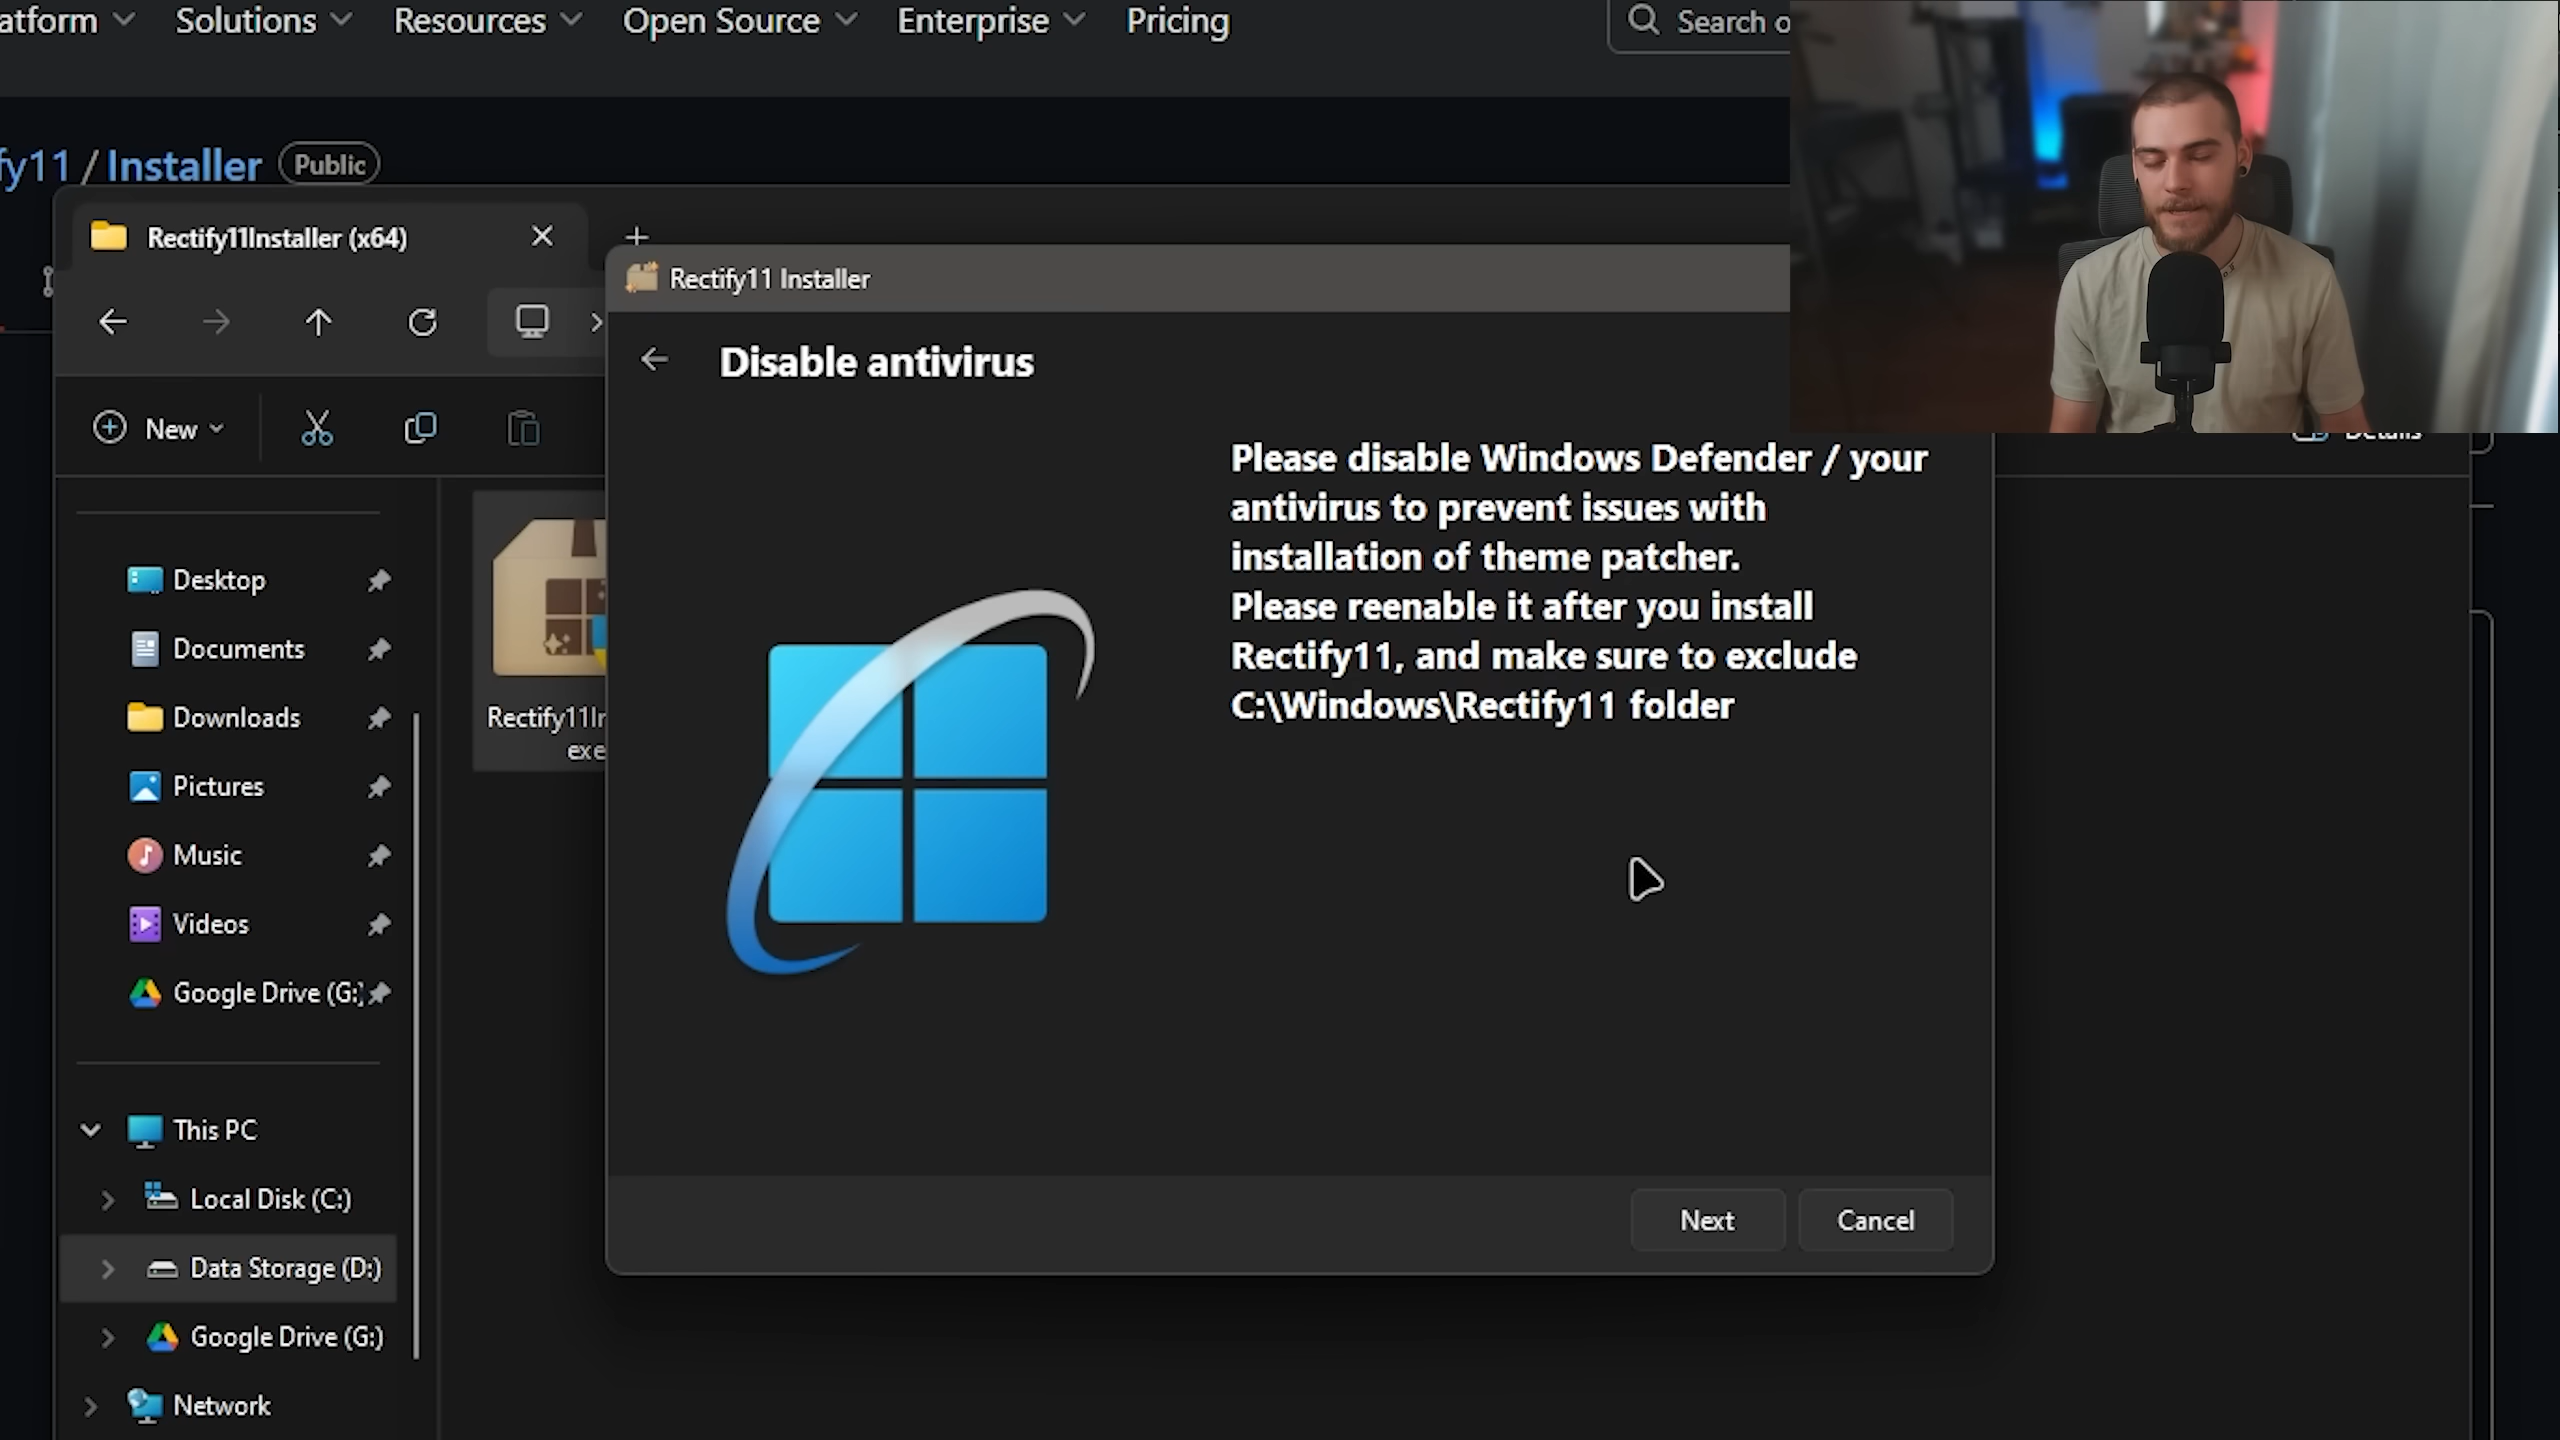 atform
Solutions
Resources
Open Source
Enterprise
Pricing
Search o
fy11 / Installer
Public
Rectify11Installer (x64)
Rectify11 Installer
Disable antivirus
New
Details
Please disable Windows Defender / your
antivirus to prevent issues with
installation of theme patcher.
Please reenable it after you install
Rectify11, and make sure to exclude
C:\Windows\Rectify11 folder
Desktop
Documents
Downloads
Pictures
Music
Videos
Google Drive (G:)
Rectify11In
exe
This PC
Local Disk (C:)
Data Storage (D:)
Google Drive (G:)
Network
Next
Cancel